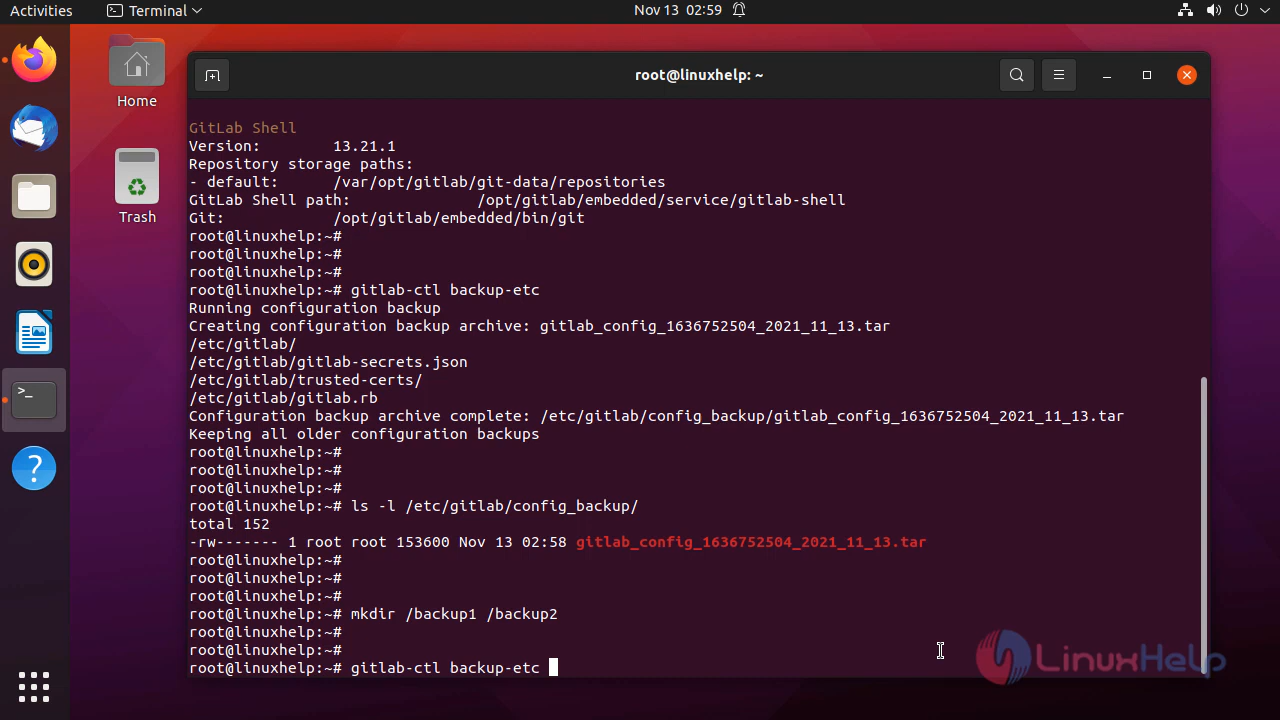 Activities Terminal Nov 13 02:59
root@linuxhelp: ~
Home
Trash
GitLab Shell
Version: 13.21.1
Repository storage paths:
- default: /var/opt/gitlab/git-data/repositories
GitLab Shell path: /opt/gitlab/embedded/service/gitlab-shell
Git: /opt/gitlab/embedded/bin/git
root@linuxhelp:~#
root@linuxhelp:~#
root@linuxhelp:~#
root@linuxhelp:~# gitlab-ctl backup-etc
Running configuration backup
Creating configuration backup archive: gitlab_config_1636752504_2021_11_13.tar
/etc/gitlab/
/etc/gitlab/gitlab-secrets.json
/etc/gitlab/trusted-certs/
/etc/gitlab/gitlab.rb
Configuration backup archive complete: /etc/gitlab/config_backup/gitlab_config_1636752504_2021_11_13.tar
Keeping all older configuration backups
root@linuxhelp:~#
root@linuxhelp:~#
root@linuxhelp:~#
root@linuxhelp:~# ls -l /etc/gitlab/config_backup/
total 152
-rw------- 1 root root 153600 Nov 13 02:58 gitlab_config_1636752504_2021_11_13.tar
root@linuxhelp:~#
root@linuxhelp:~#
root@linuxhelp:~#
root@linuxhelp:~# mkdir /backup1 /backup2
root@linuxhelp:~#
root@linuxhelp:~#
root@linuxhelp:~# gitlab-ctl backup-etc
LinuxHelp